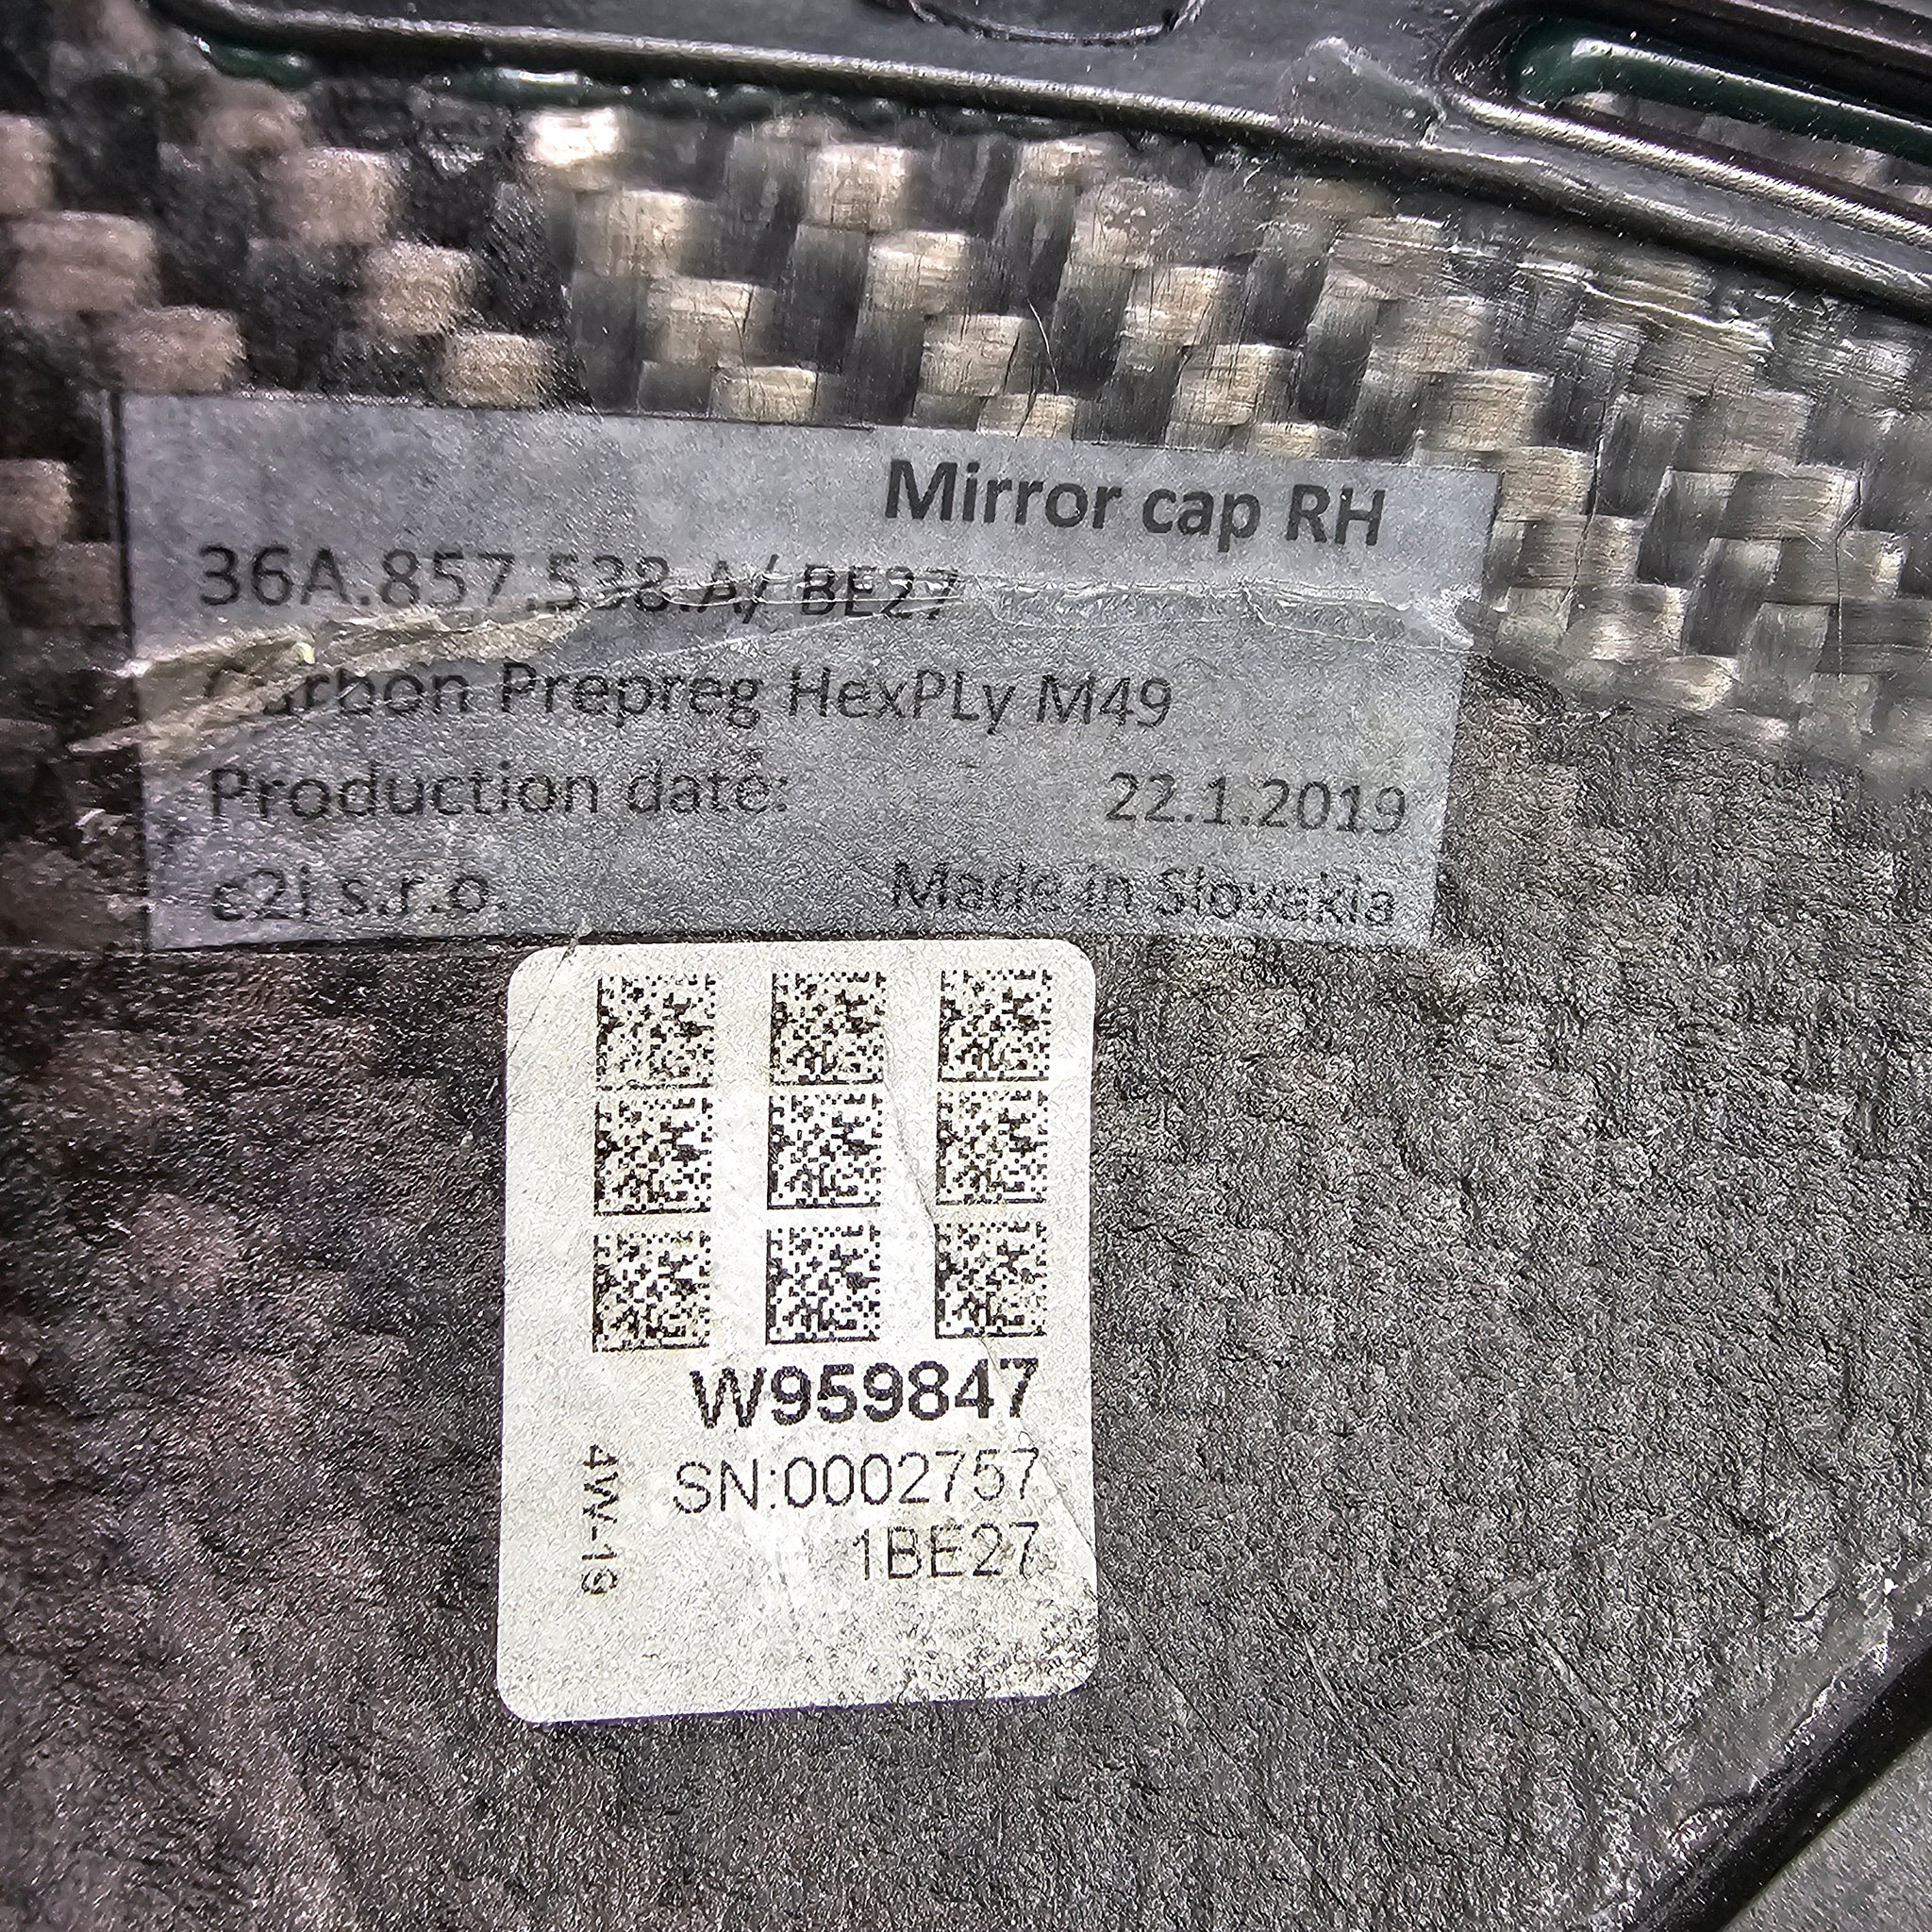 Mirror cap RH
36A.857.538.A/ BE27
Carbon Prepreg HexPLy M49
Production date: 22.1.2019
c2i s.r.o. Made in Slovakia
W959847
SN:0002757
1BE27
4W-19